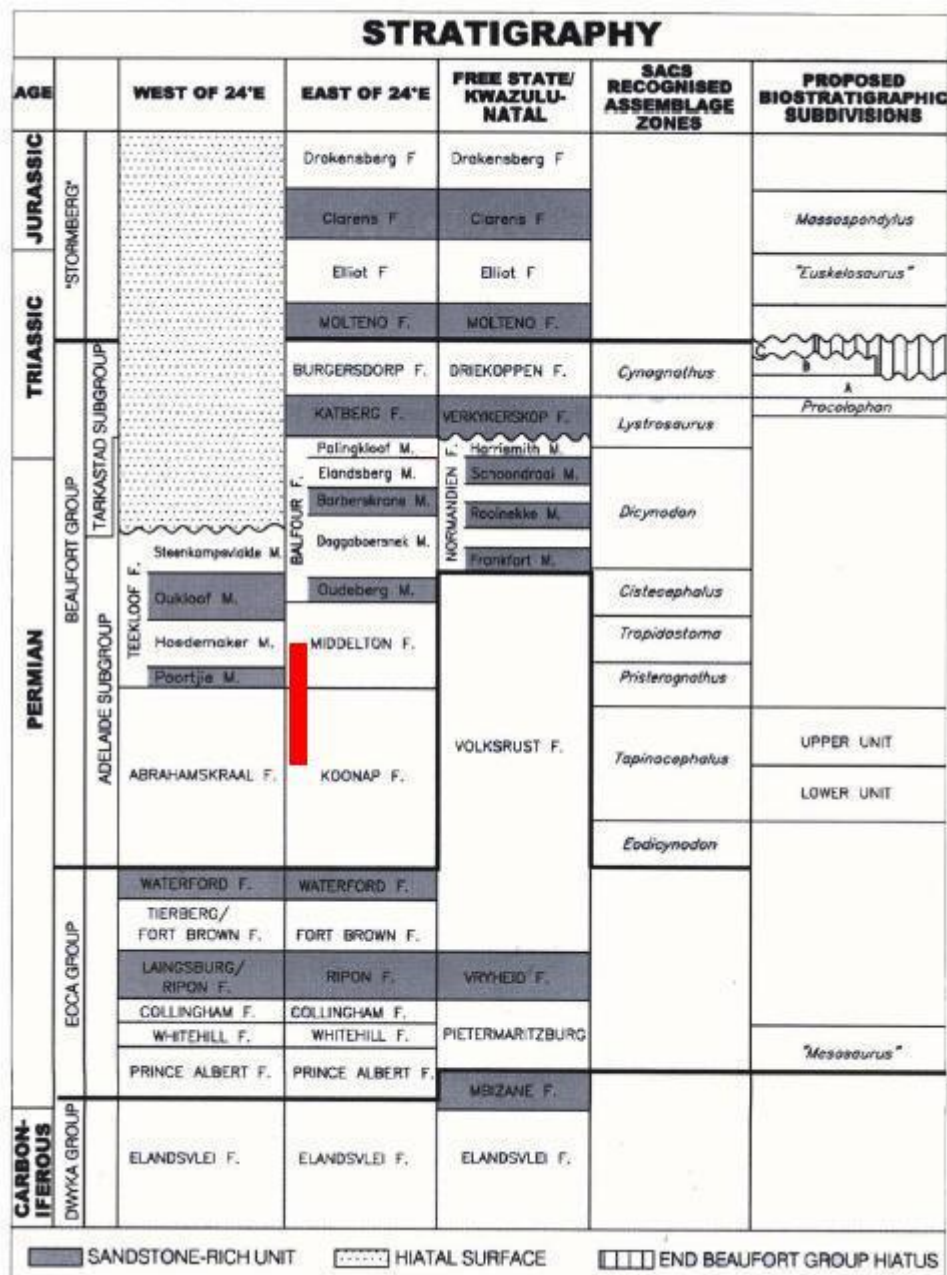 STRATIGRAPHY
AGE
WEST OF 24°E
EAST OF 24°E
FREE STATE/
KWAZULU-
NATAL
SACS
RECOGNISED
ASSEMBLAGE
ZONES
PROPOSED
BIOSTRATIGRAPHIC
SUBDIVISIONS
JURASSIC
TRIASSIC
PERMIAN
CARBON-
IFEROUS
"STORMBERG"
BEAUFORT GROUP
ECCA GROUP
DWYKA GROUP
TARKASTAD SUBGROUP
ADELAIDE SUBGROUP
TEEKLOOF F.
Steenkampsvlakte M.
Oukloof M.
Hoedemaker M.
Poortjie M.
ABRAHAMSKRAAL F.
WATERFORD F.
TIERBERG/
FORT BROWN F.
LAINGSBURG/
RIPON F.
COLLINGHAM F.
WHITEHILL F.
PRINCE ALBERT F.
ELANDSVLEI F.
Drakensberg F
Clarens F
Elliot F
MOLTENO F.
BURGERSDORP F.
KATBERG F.
BALFOUR F.
Palingkloof M.
Elandsberg M.
Barberskrans M.
Daggaboersnek M.
Oudeberg M.
MIDDELTON F.
KOONAP F.
WATERFORD F.
FORT BROWN F.
RIPON F.
COLLINGHAM F.
WHITEHILL F.
PRINCE ALBERT F.
ELANDSVLEI F.
Drakensberg F
Clarens F
Elliot F
MOLTENO F.
DRIEKOPPEN F.
VERKYKERSKOP F.
NORMANDIEN F.
Harrismith M.
Schoondraai M.
Rooinekke M.
Frankfort M.
VOLKSRUST F.
VRYHEID F.
PIETERMARITZBURG
MBIZANE F.
ELANDSVLEI F.
Cynognathus
Lystrosaurus
Dicynodon
Cistecephalus
Tropidostoma
Pristerognathus
Tapinocephalus
Eodicynodon
Massospondylus
"Euskelosaurus"
C
B
A
Procolophon
UPPER UNIT
LOWER UNIT
"Mesosaurus"
SANDSTONE-RICH UNIT
HIATAL SURFACE
END BEAUFORT GROUP HIATUS